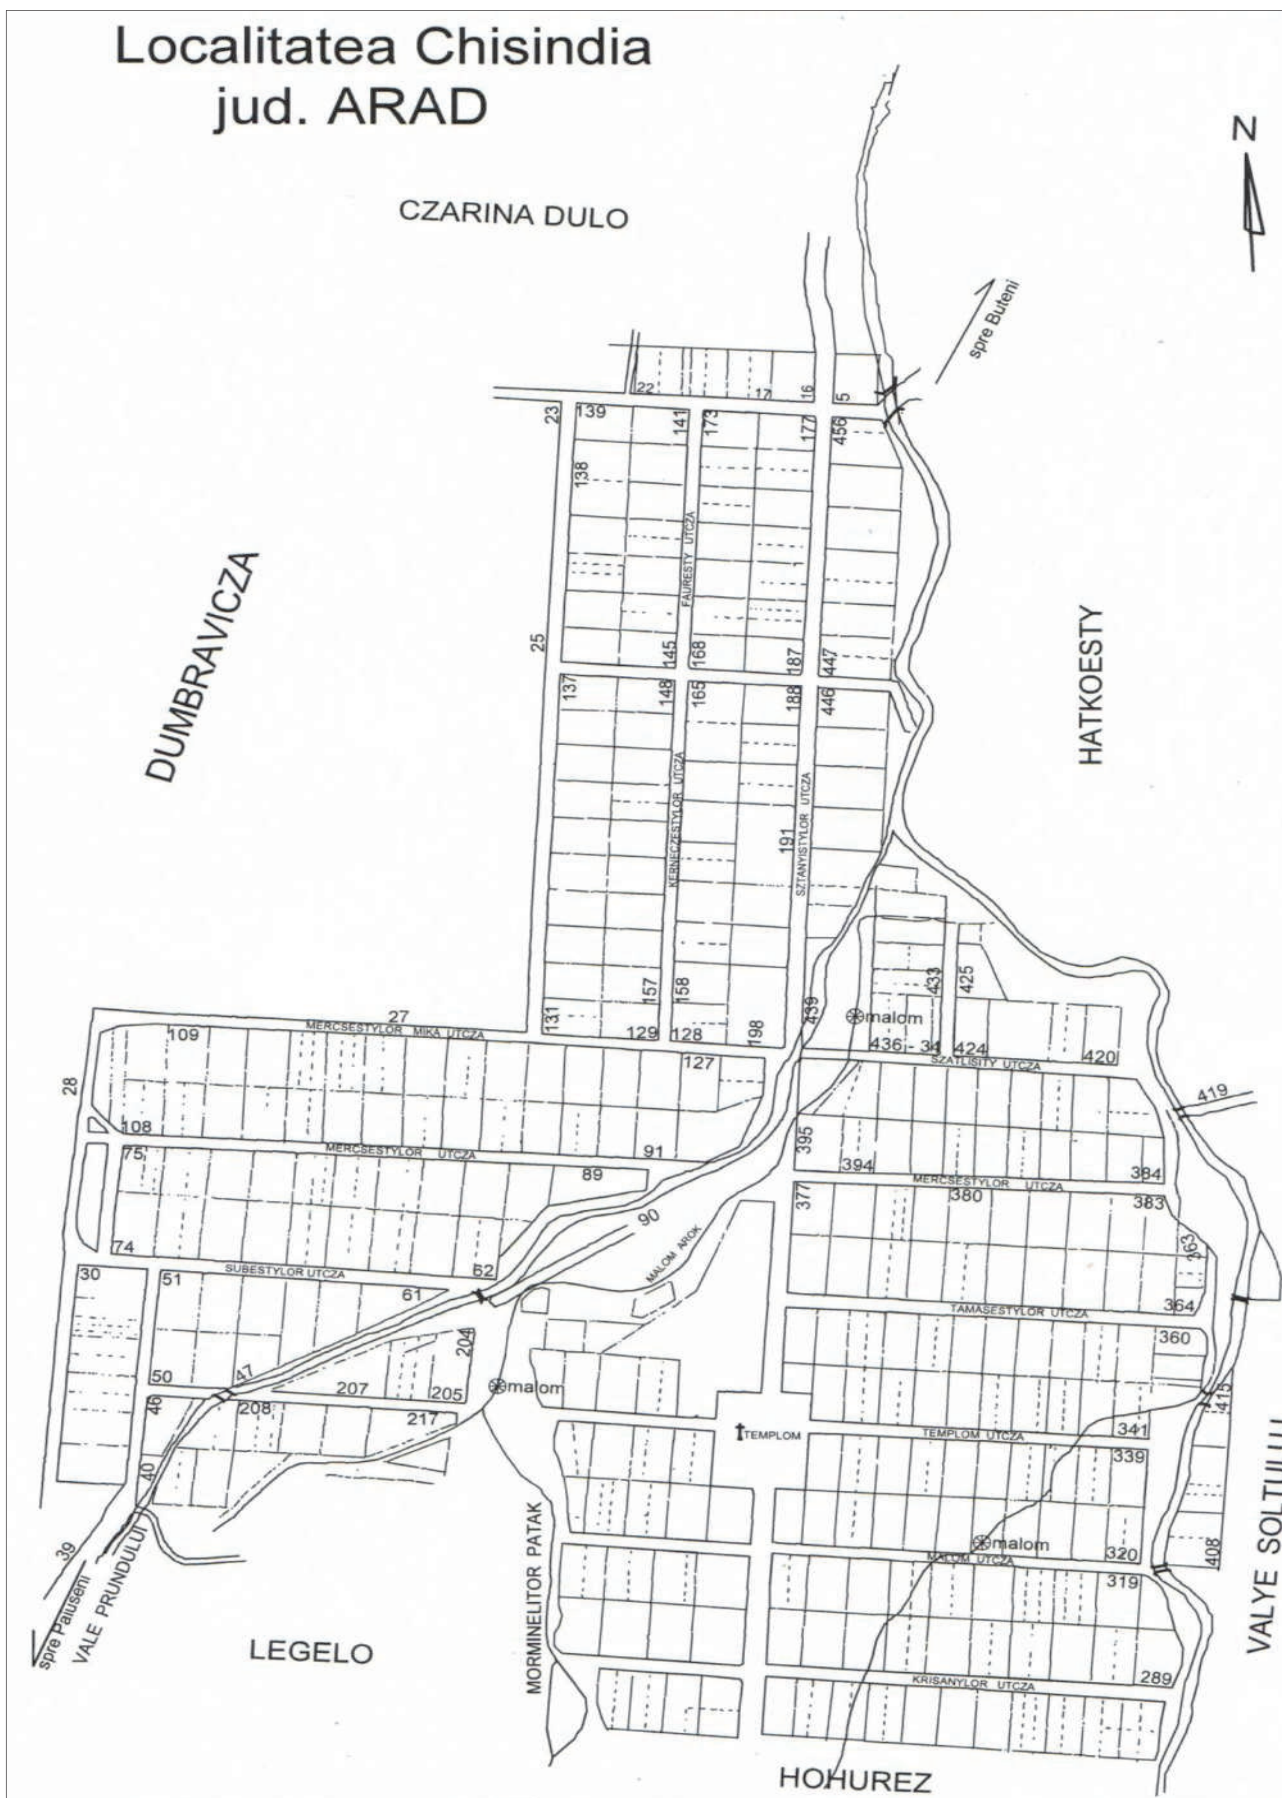 Localitatea Chisindia
jud. ARAD
N
CZARINA DULO
spre Buteni
22
17
16
5
23
139
141
173
177
456
138
FAURESTY UTCZA
DUMBRAVICZA
25
HATKOESTY
145
168
187
447
137
148
165
188
446
KERNECZESTYLOR UTCZA
SZTANYISTYLOR UTCZA
191
157
158
433
425
131
439
malom
27
MERCSESTYLOR MIKA UTCZA
109
129
128
198
436 - 34
424
420
127
SZATLISITY UTCZA
28
419
108
75
MERCSESTYLOR UTCZA
91
89
395
394
384
MERCSESTYLOR UTCZA
377
380
383
90
363
74
MALOM AROK
30
51
SUBESTYLOR UTCZA
62
61
364
TAMASESTYLOR UTCZA
360
204
47
50
207
205
malom
415
46
208
217
TEMPLOM
TEMPLOM UTCZA
341
339
40
MORMINELITOR PATAK
malom
320
408
39
MALOM UTCZA
319
VALYE SOLTULUI
spre Paiuseni
VALE PRUNDULUI
LEGELO
289
KRISANYLOR UTCZA
HOHUREZ